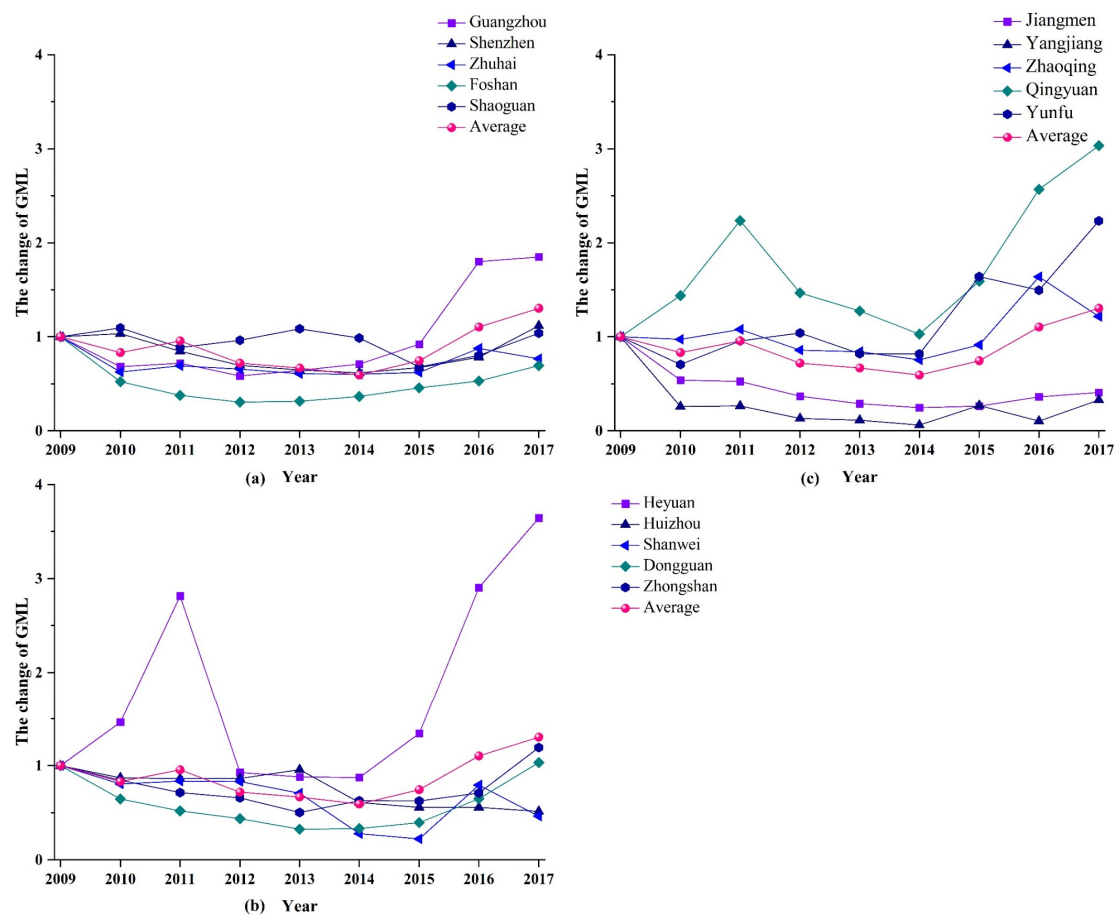 Guangzhou
Shenzhen
Zhuhai
Foshan
Shaoguan
Average
The change of GML
4
3
2
1
0
2009 2010 2011 2012 2013 2014 2015 2016 2017
(a) Year
Jiangmen
Yangjiang
Zhaoqing
Qingyuan
Yunfu
Average
The change of GML
4
3
2
1
0
2009 2010 2011 2012 2013 2014 2015 2016 2017
(c) Year
Heyuan
Huizhou
Shanwei
Dongguan
Zhongshan
Average
The change of GML
4
3
2
1
0
2009 2010 2011 2012 2013 2014 2015 2016 2017
(b) Year